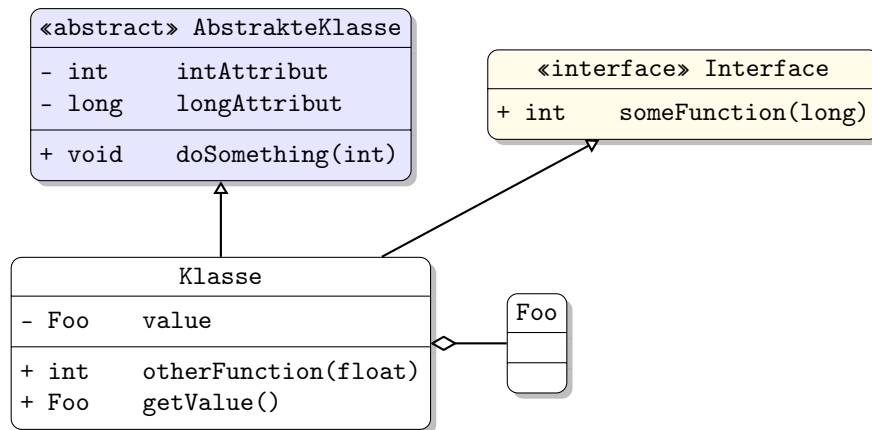 «abstract» AbstrakteKlasse
- int intAttribut
- long longAttribut
+ void doSomething(int)
«interface» Interface
+ int someFunction(long)
Klasse
- Foo value
+ int otherFunction(float)
+ Foo getValue()
Foo